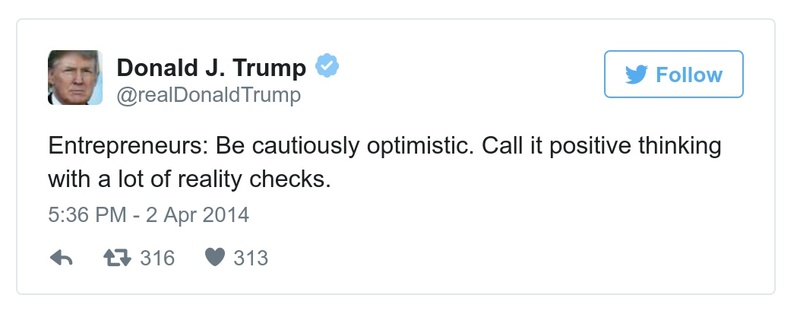 Donald J. Trump
@realDonaldTrump
Follow
Entrepreneurs: Be cautiously optimistic. Call it positive thinking
with a lot of reality checks.
5:36 PM - 2 Apr 2014
316 313